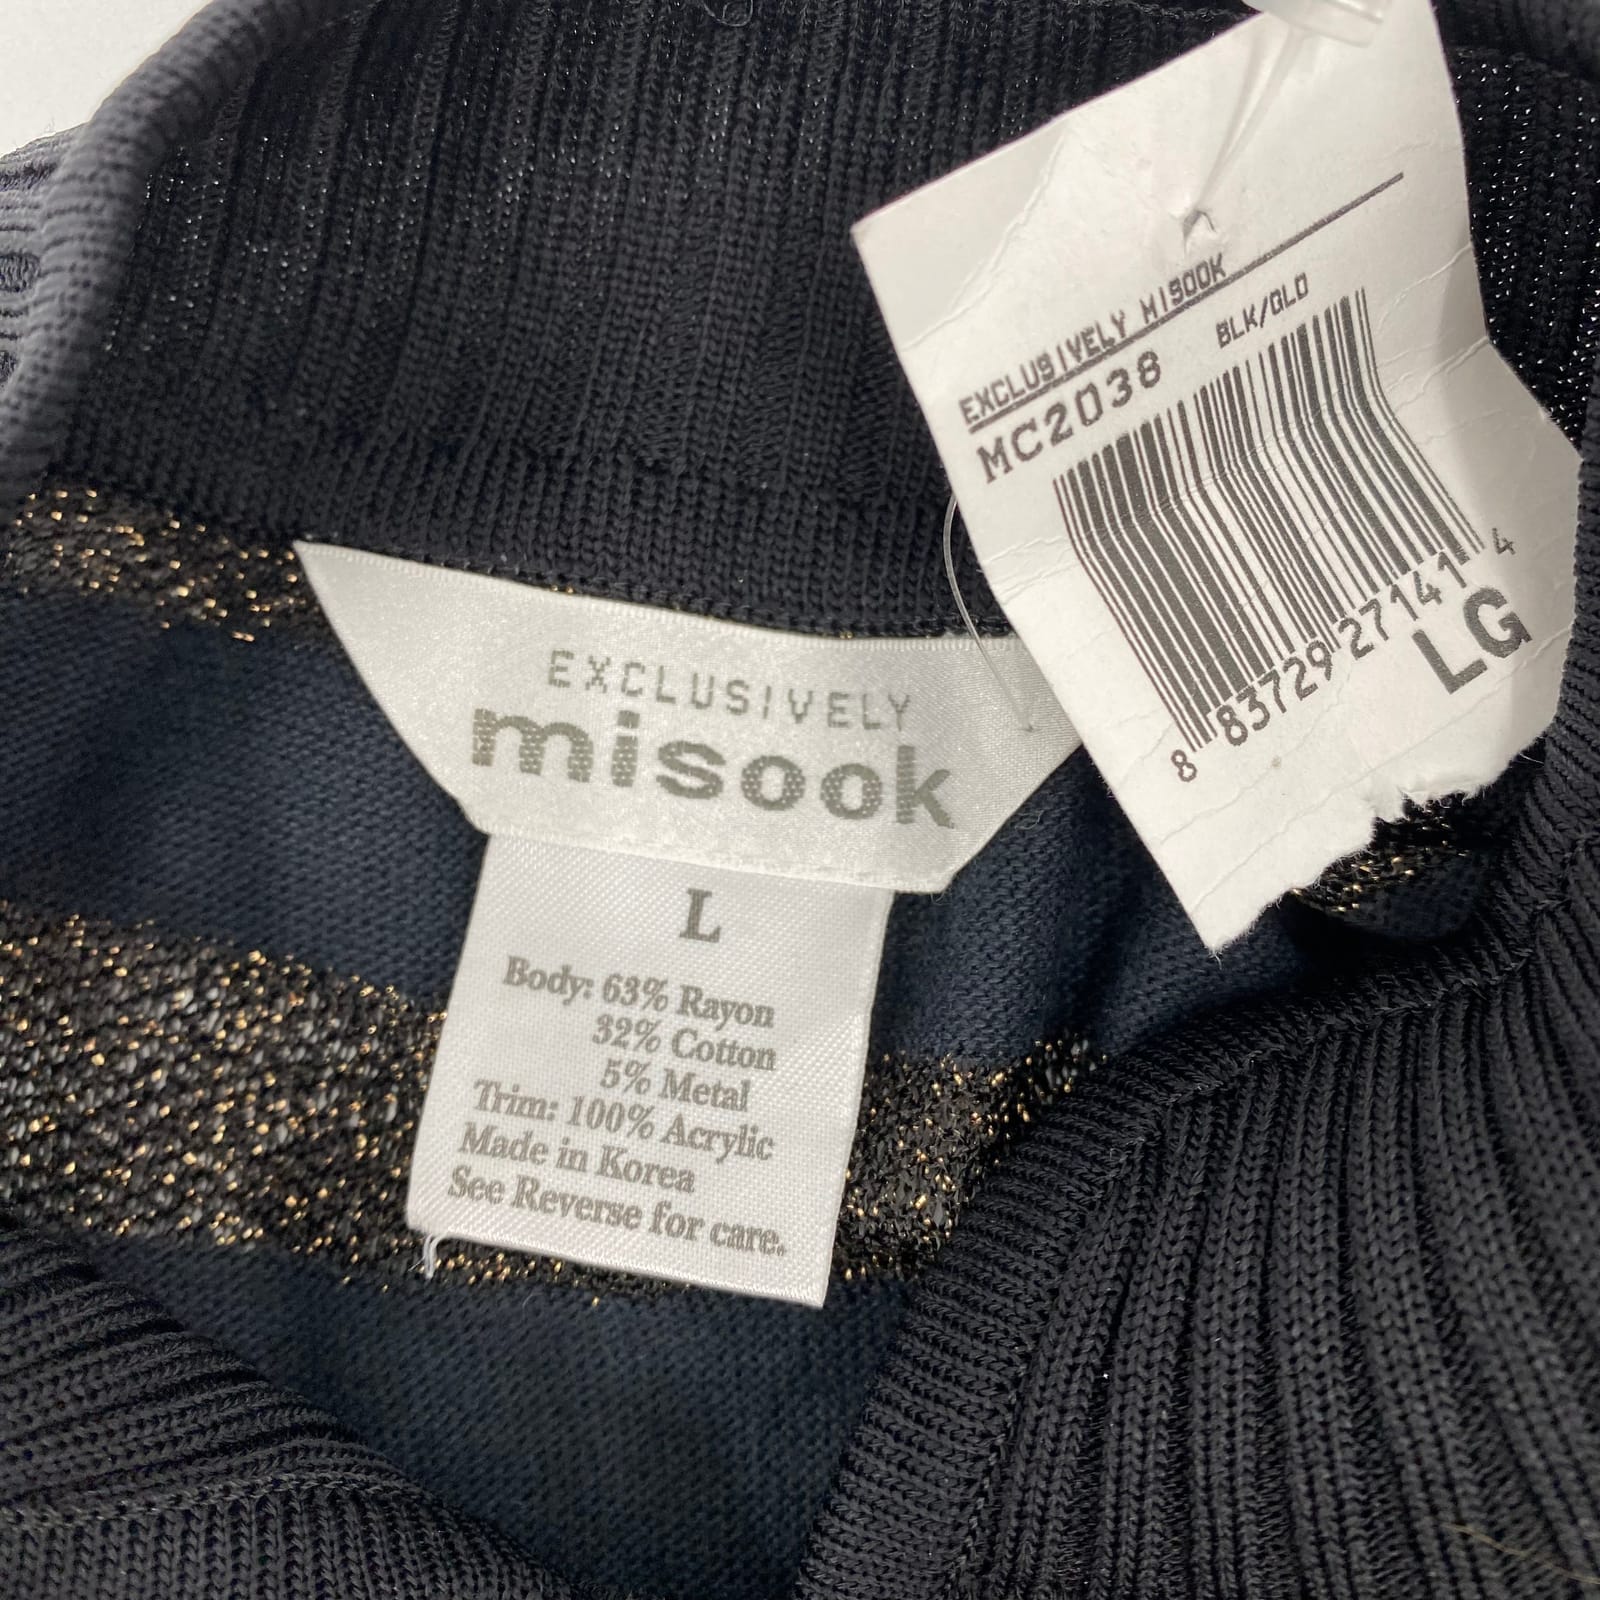 EXCLUSIVELY MISOOK
MC2038 BLK/GLD
8 83729 27141 4
LG
EXCLUSIVELY
misook
L
Body: 63% Rayon
32% Cotton
5% Metal
Trim: 100% Acrylic
Made in Korea
See Reverse for care.